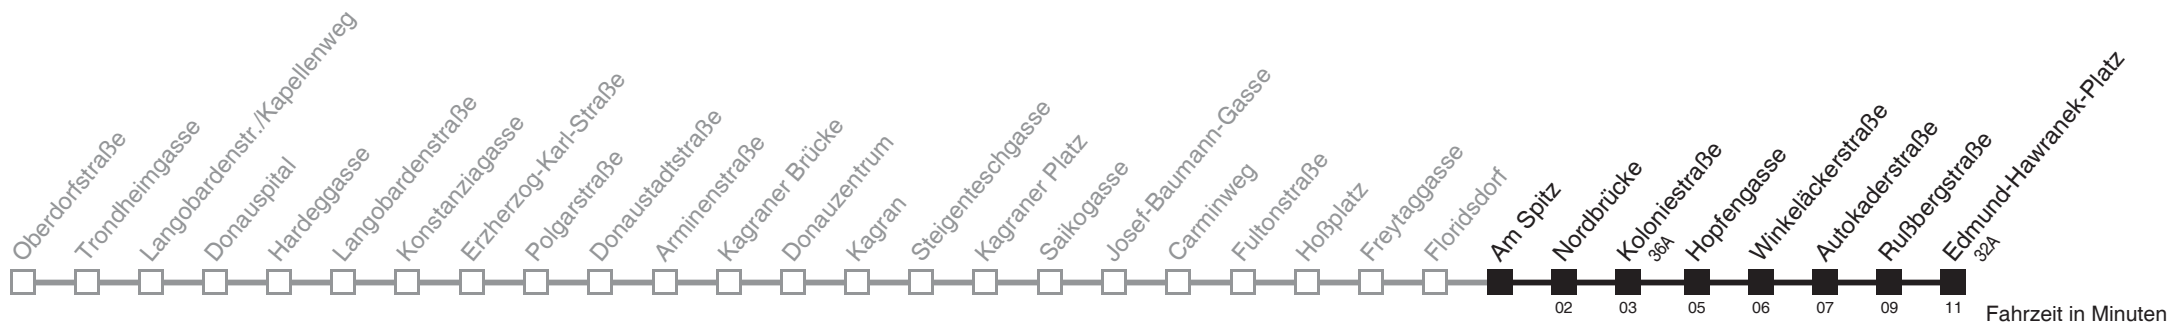 Oberdorfstraße
Trondheimgasse
Langobardenstr./Kapellenweg
Donauspital
Hardeggasse
Langobardenstraße
Konstanziagasse
Erzherzog-Karl-Straße
Polgarstraße
Donaustadtstraße
Arminenstraße
Kagraner Brücke
Donauzentrum
Kagran
Steigenteschgasse
Kagraner Platz
Saikogasse
Josef-Baumann-Gasse
Carminweg
Fultonstraße
Hoßplatz
Freytaggasse
Floridsdorf
Am Spitz
Nordbrücke
Koloniestraße
36A
Hopfengasse
Winkeläckerstraße
Autokaderstraße
Rußbergstraße
Edmund-Hawranek-Platz
32A
02 03 05 06 07 09 11
Fahrzeit in Minuten